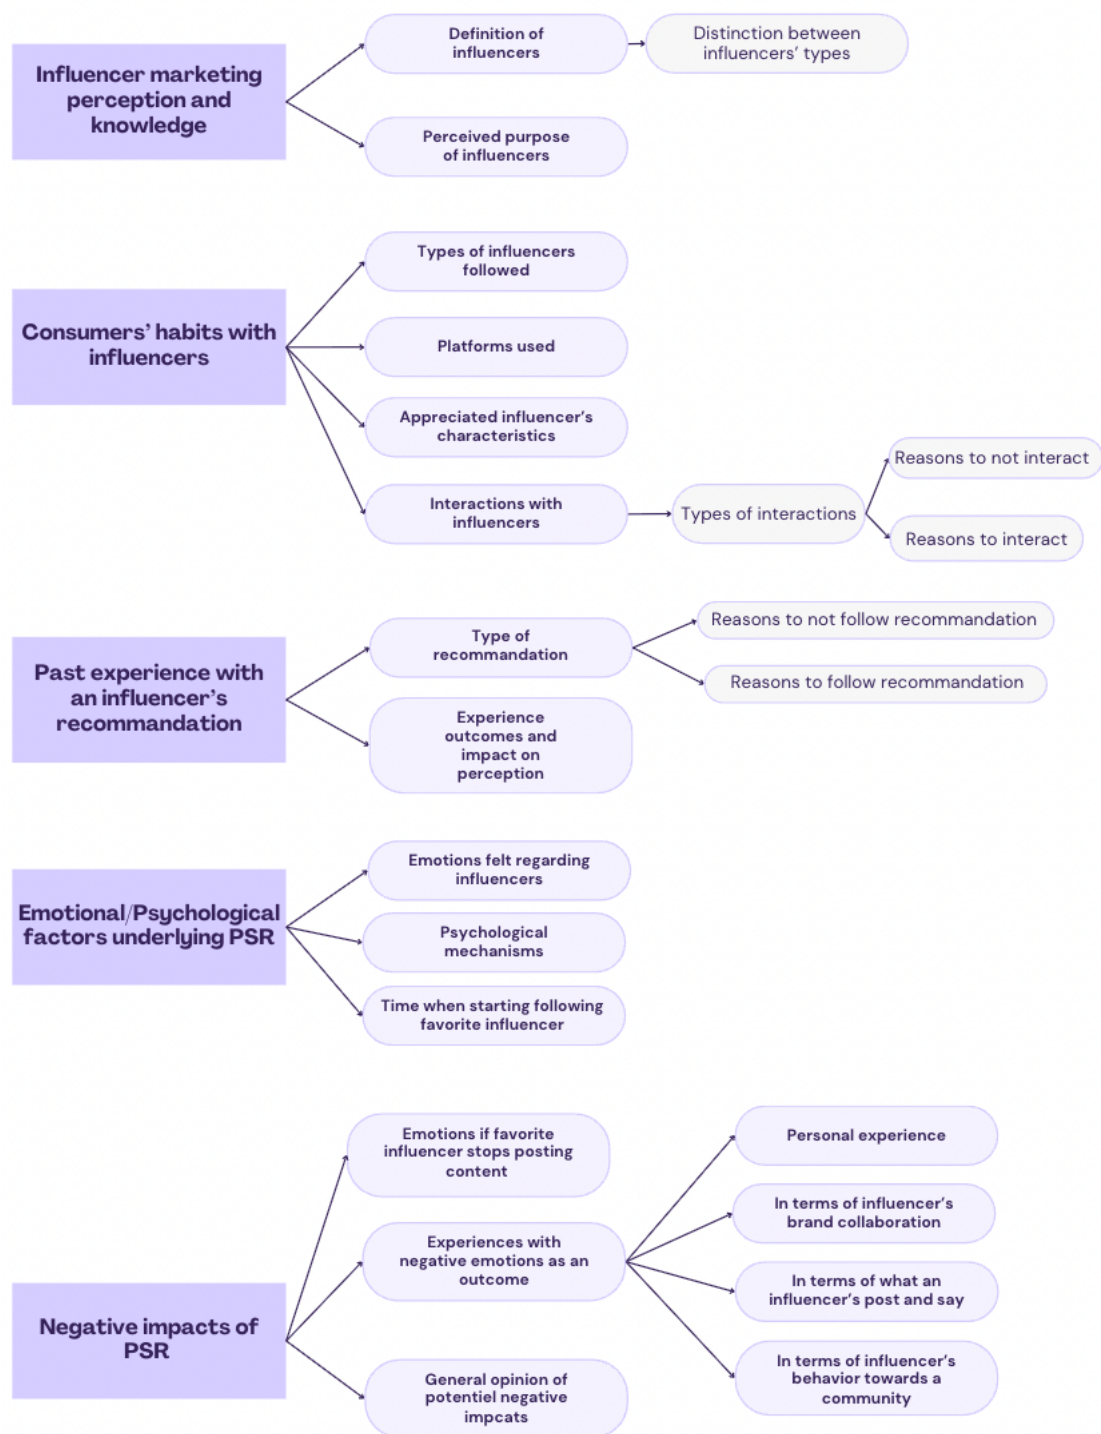 Influencer marketing
perception and
knowledge
Definition of
influencers
Distinction between
influencers' types
Perceived purpose
of influencers
Consumers' habits with
influencers
Types of influencers
followed
Platforms used
Appreciated influencer's
characteristics
Interactions with
influencers
Types of interactions
Reasons to not interact
Reasons to interact
Past experience with
an influencer's
recommandation
Type of
recommandation
Reasons to not follow recommandation
Reasons to follow recommandation
Experience
outcomes and
impact on
perception
Emotional/Psychological
factors underlying PSR
Emotions felt regarding
influencers
Psychological
mechanisms
Time when starting following
favorite influencer
Negative impacts of
PSR
Emotions if favorite
influencer stops posting
content
Experiences with
negative emotions as an
outcome
Personal experience
In terms of influencer's
brand collaboration
In terms of what an
influencer's post and say
In terms of influencer's
behavior towards a
community
General opinion of
potentiel negative
impcats